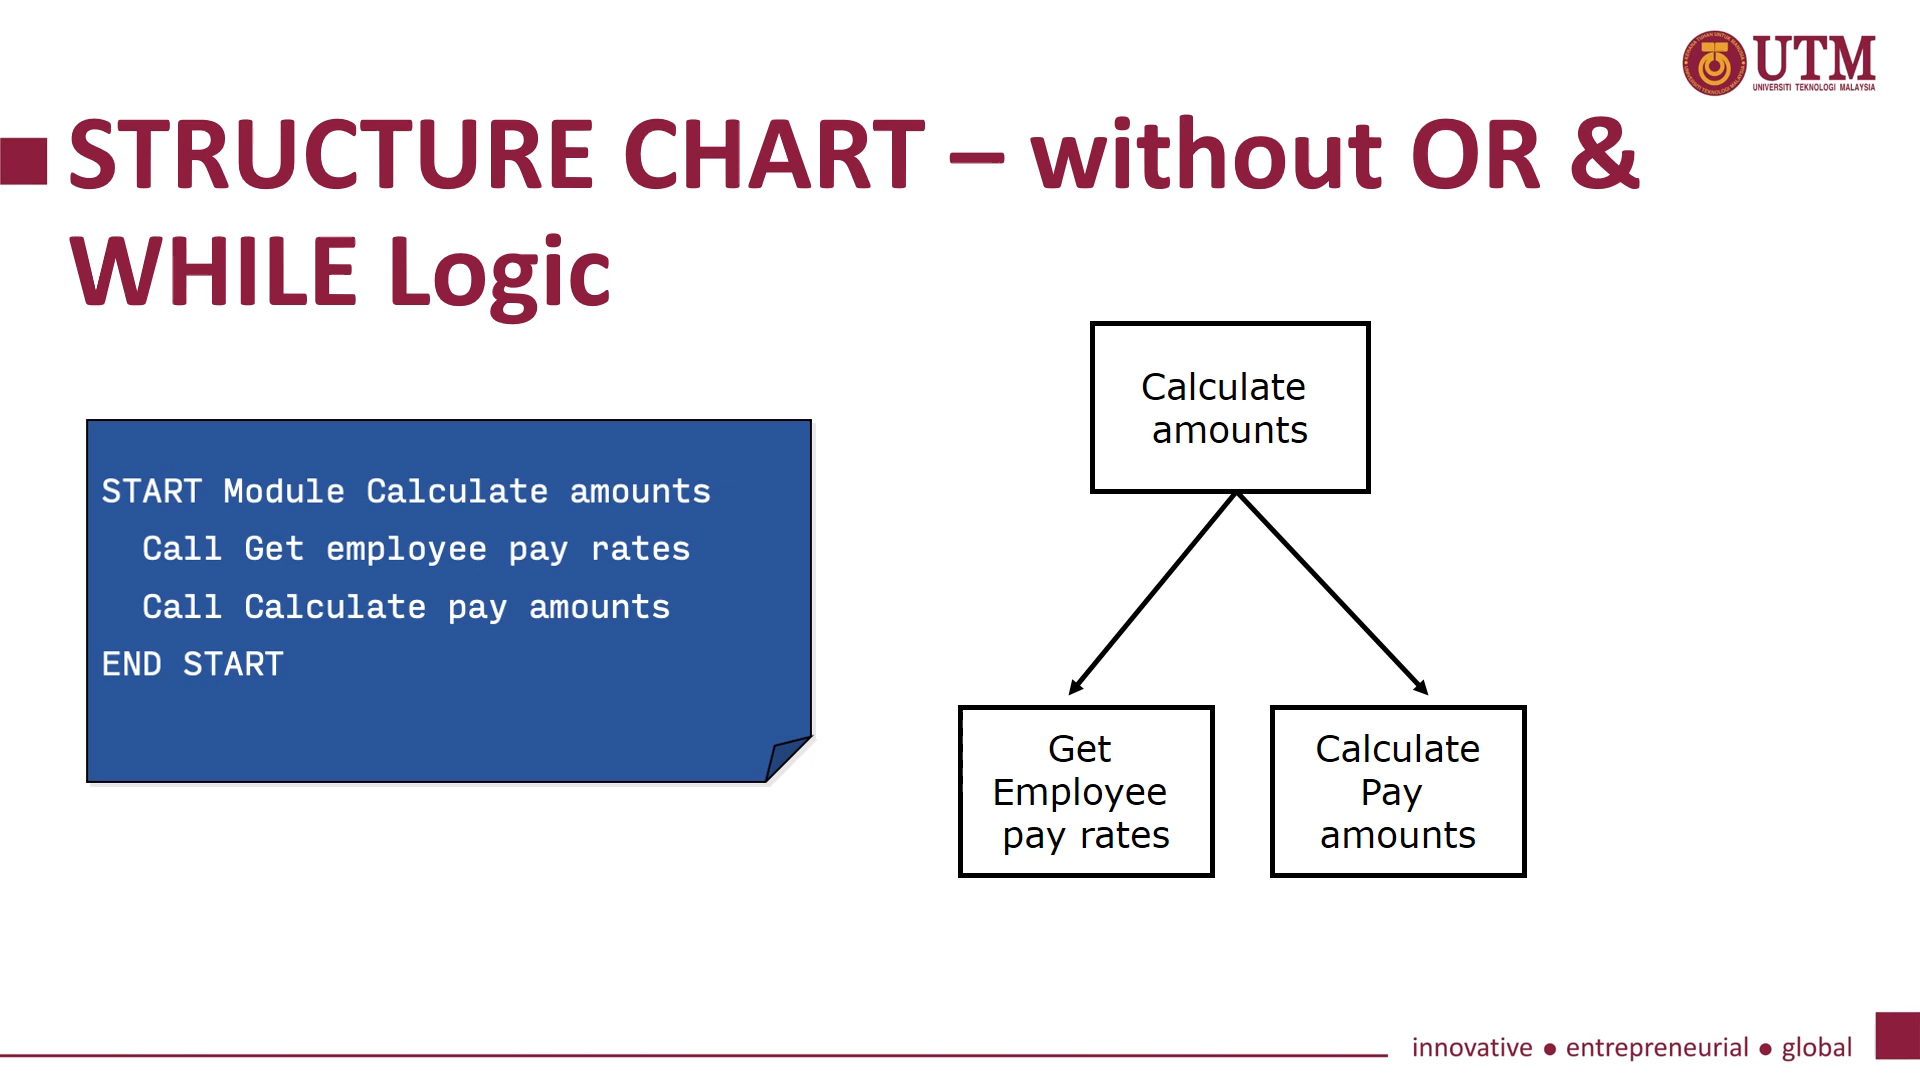 UTM
UNIVERSITI TEKNOLOGI MALAYSIA
STRUCTURE CHART – without OR &
WHILE Logic
START Module Calculate amounts
Call Get employee pay rates
Call Calculate pay amounts
END START
Calculate
amounts
Get
Employee
pay rates
Calculate
Pay
amounts
innovative ● entrepreneurial ● global